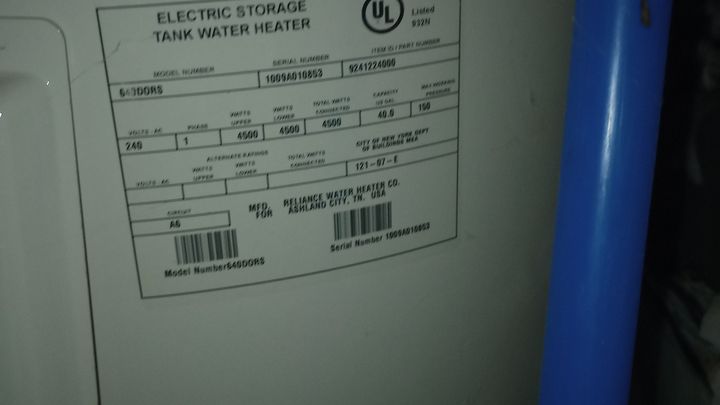 ELECTRIC STORAGE
TANK WATER HEATER
UL
Listed
932N
MODEL NUMBER SERIAL NUMBER ITEM ID / PART NUMBER
640DORS 1009A010853 9241224000
VOLTS - AC PHASE WATTS UPPER WATTS LOWER TOTAL WATTS CONNECTED CAPACITY US GAL MAX WORKING PRESSURE
240 1 4500 4500 4500 40.0 150
ALTERNATE RATINGS
VOLTS - AC WATTS UPPER WATTS LOWER TOTAL WATTS CONNECTED CITY OF NEW YORK DEPT OF BUILDINGS MEA
121-07-E
CIRCUIT
A6
MFD. FOR RELIANCE WATER HEATER CO.
ASHLAND CITY, TN. USA
Model Number640DORS Serial Number 1009A010853